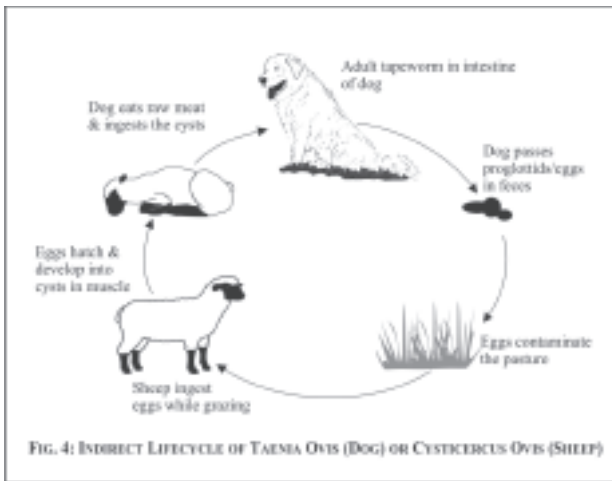 Adult tapeworm in intestine
of dog
Dog passes
proglottids/eggs
in feces
Eggs contaminate
the pasture
Sheep ingest
eggs while grazing
Eggs hatch &
develop into
cysts in muscle
Dog eats raw meat
& ingests the cysts
FIG. 4: INDIRECT LIFECYCLE OF TAENIA OVIS (DOG) OR CYSTICERCUS OVIS (SHEEP)